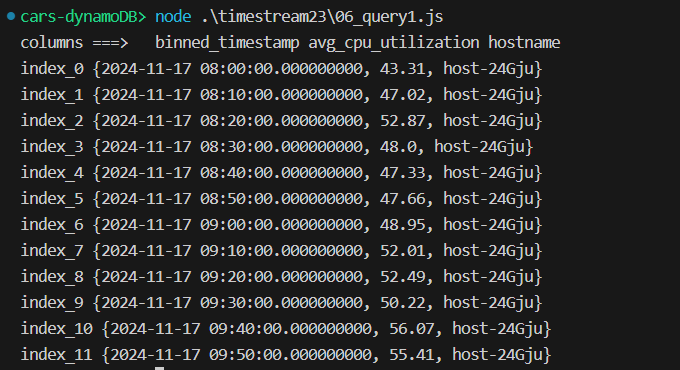 cars-dynamoDB> node .\timestream23\06_query1.js
columns ===>   binned_timestamp avg_cpu_utilization hostname
index_0 {2024-11-17 08:00:00.000000000, 43.31, host-24Gju}
index_1 {2024-11-17 08:10:00.000000000, 47.02, host-24Gju}
index_2 {2024-11-17 08:20:00.000000000, 52.87, host-24Gju}
index_3 {2024-11-17 08:30:00.000000000, 48.0, host-24Gju}
index_4 {2024-11-17 08:40:00.000000000, 47.33, host-24Gju}
index_5 {2024-11-17 08:50:00.000000000, 47.66, host-24Gju}
index_6 {2024-11-17 09:00:00.000000000, 48.95, host-24Gju}
index_7 {2024-11-17 09:10:00.000000000, 52.01, host-24Gju}
index_8 {2024-11-17 09:20:00.000000000, 52.49, host-24Gju}
index_9 {2024-11-17 09:30:00.000000000, 50.22, host-24Gju}
index_10 {2024-11-17 09:40:00.000000000, 56.07, host-24Gju}
index_11 {2024-11-17 09:50:00.000000000, 55.41, host-24Gju}